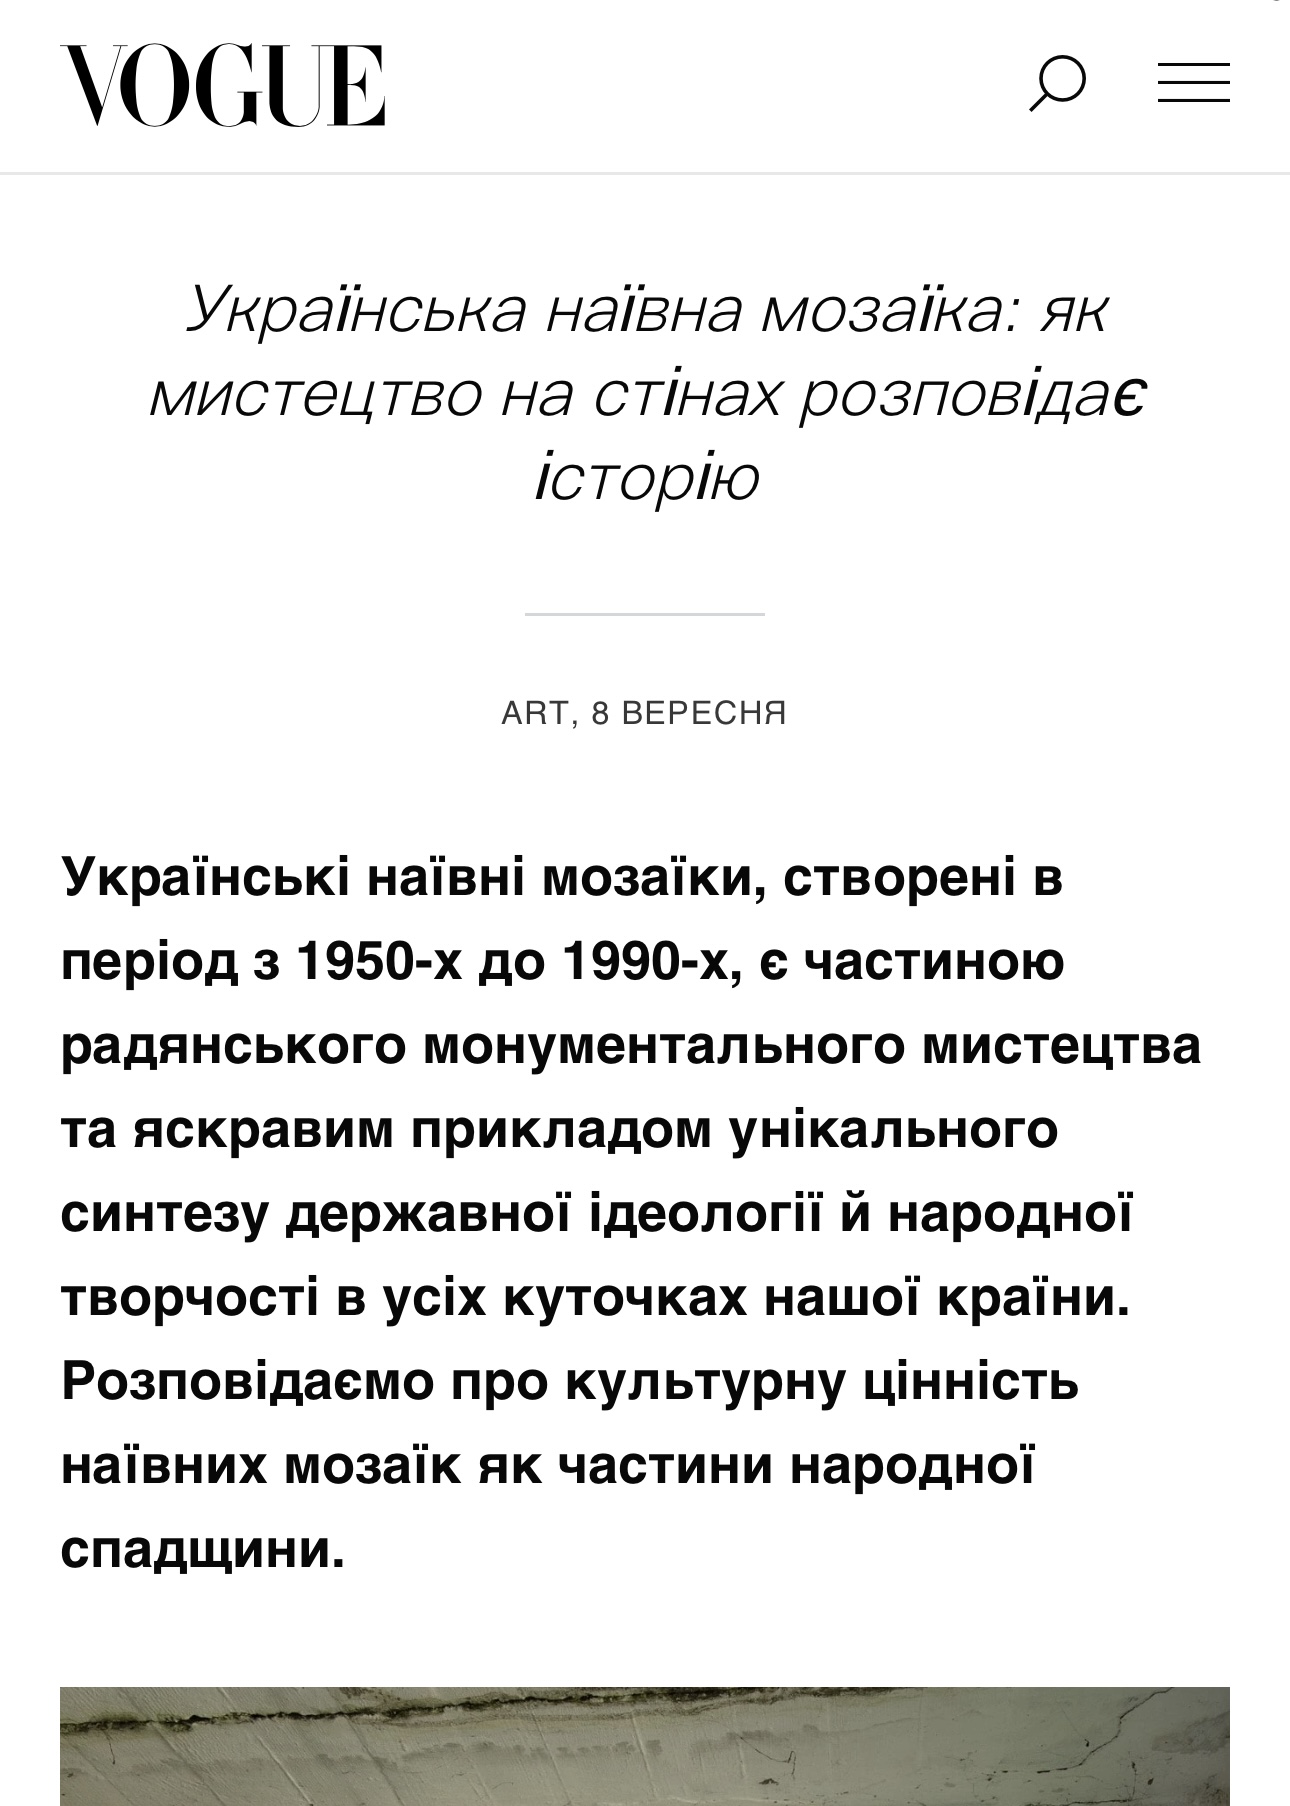 VOGUE
Українська наївна мозаїка: як
мистецтво на стінах розповідає
історію
ART, 8 ВЕРЕСНЯ
Українські наївні мозаїки, створені в
період з 1950-х до 1990-х, є частиною
радянського монументального мистецтва
та яскравим прикладом унікального
синтезу державної ідеології й народної
творчості в усіх куточках нашої країни.
Розповідаємо про культурну цінність
наївних мозаїк як частини народної
спадщини.